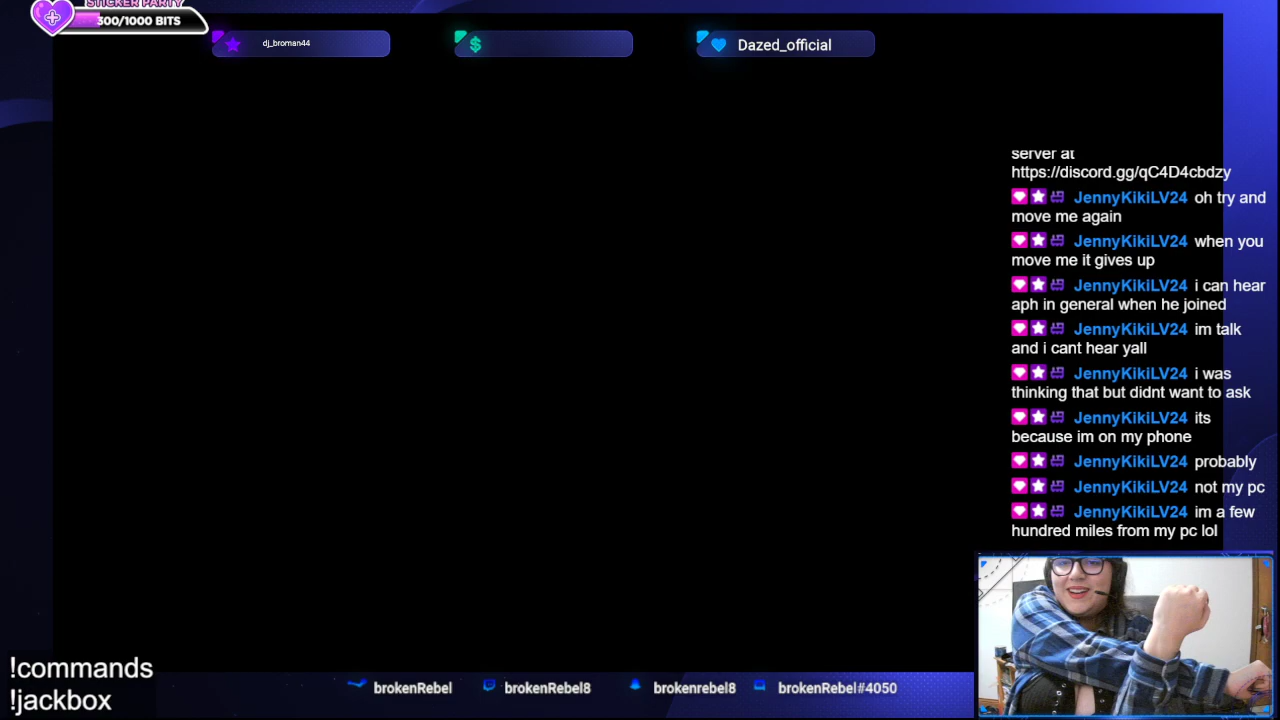 STICKER PARTY
300/1000 BITS
dj_broman44
$
Dazed_official
server at
https://discord.gg/qC4D4cbdzy
JennyKikiLV24 oh try and
move me again
JennyKikiLV24 when you
move me it gives up
JennyKikiLV24 i can hear
aph in general when he joined
JennyKikiLV24 im talk
and i cant hear yall
JennyKikiLV24 i was
thinking that but didnt want to ask
JennyKikiLV24 its
because im on my phone
JennyKikiLV24 probably
JennyKikiLV24 not my pc
JennyKikiLV24 im a few
hundred miles from my pc lol
!commands
!jackbox
brokenRebel
brokenRebel8
brokenrebel8
brokenRebel#4050